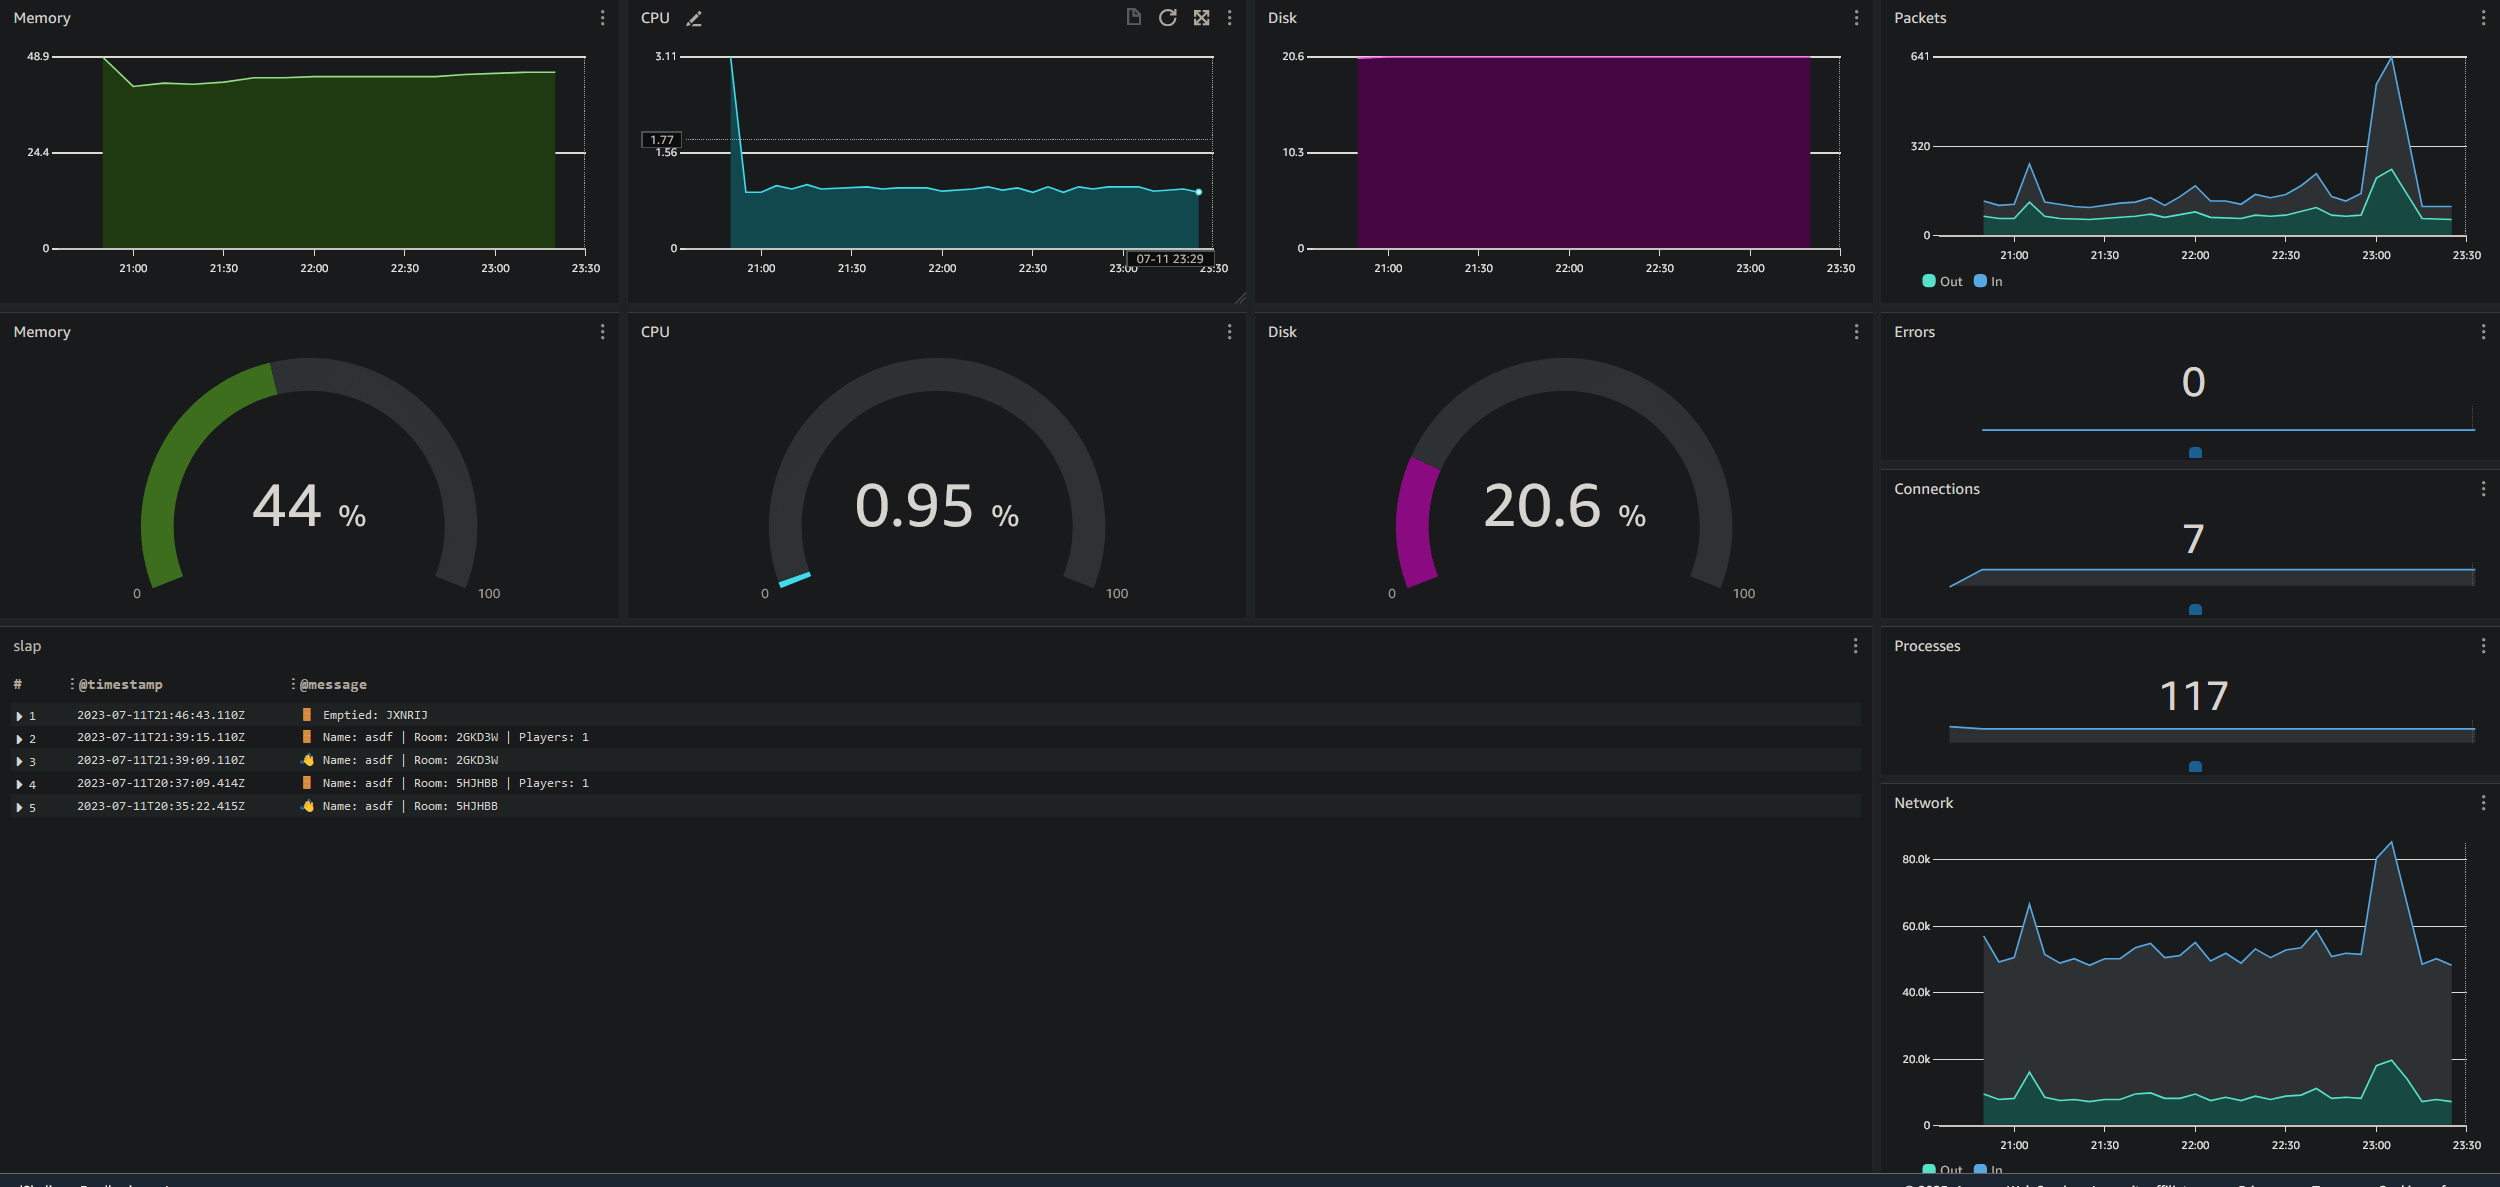 Memory
48.9
24.4
0
21:00 21:30 22:00 22:30 23:00 23:30
CPU
3.11
1.77
1.56
0
21:00 21:30 22:00 22:30 23:00 23:30
07-11 23:29
Disk
20.6
10.3
0
21:00 21:30 22:00 22:30 23:00 23:30
Packets
641
320
0
21:00 21:30 22:00 22:30 23:00 23:30
Out In
Memory
44 %
0 100
CPU
0.95 %
0 100
Disk
20.6 %
0 100
Errors
0
Connections
7
slap
# @timestamp @message
1 2023-07-11T21:46:43.110Z 🚪 Emptied: JXNRIJ
2 2023-07-11T21:39:15.110Z 🚪 Name: asdf | Room: 2GKD3W | Players: 1
3 2023-07-11T21:39:09.110Z 👋 Name: asdf | Room: 2GKD3W
4 2023-07-11T20:37:09.414Z 🚪 Name: asdf | Room: 5HJHBB | Players: 1
5 2023-07-11T20:35:22.415Z 👋 Name: asdf | Room: 5HJHBB
Processes
117
Network
80.0k
60.0k
40.0k
20.0k
0
21:00 21:30 22:00 22:30 23:00 23:30
Out In